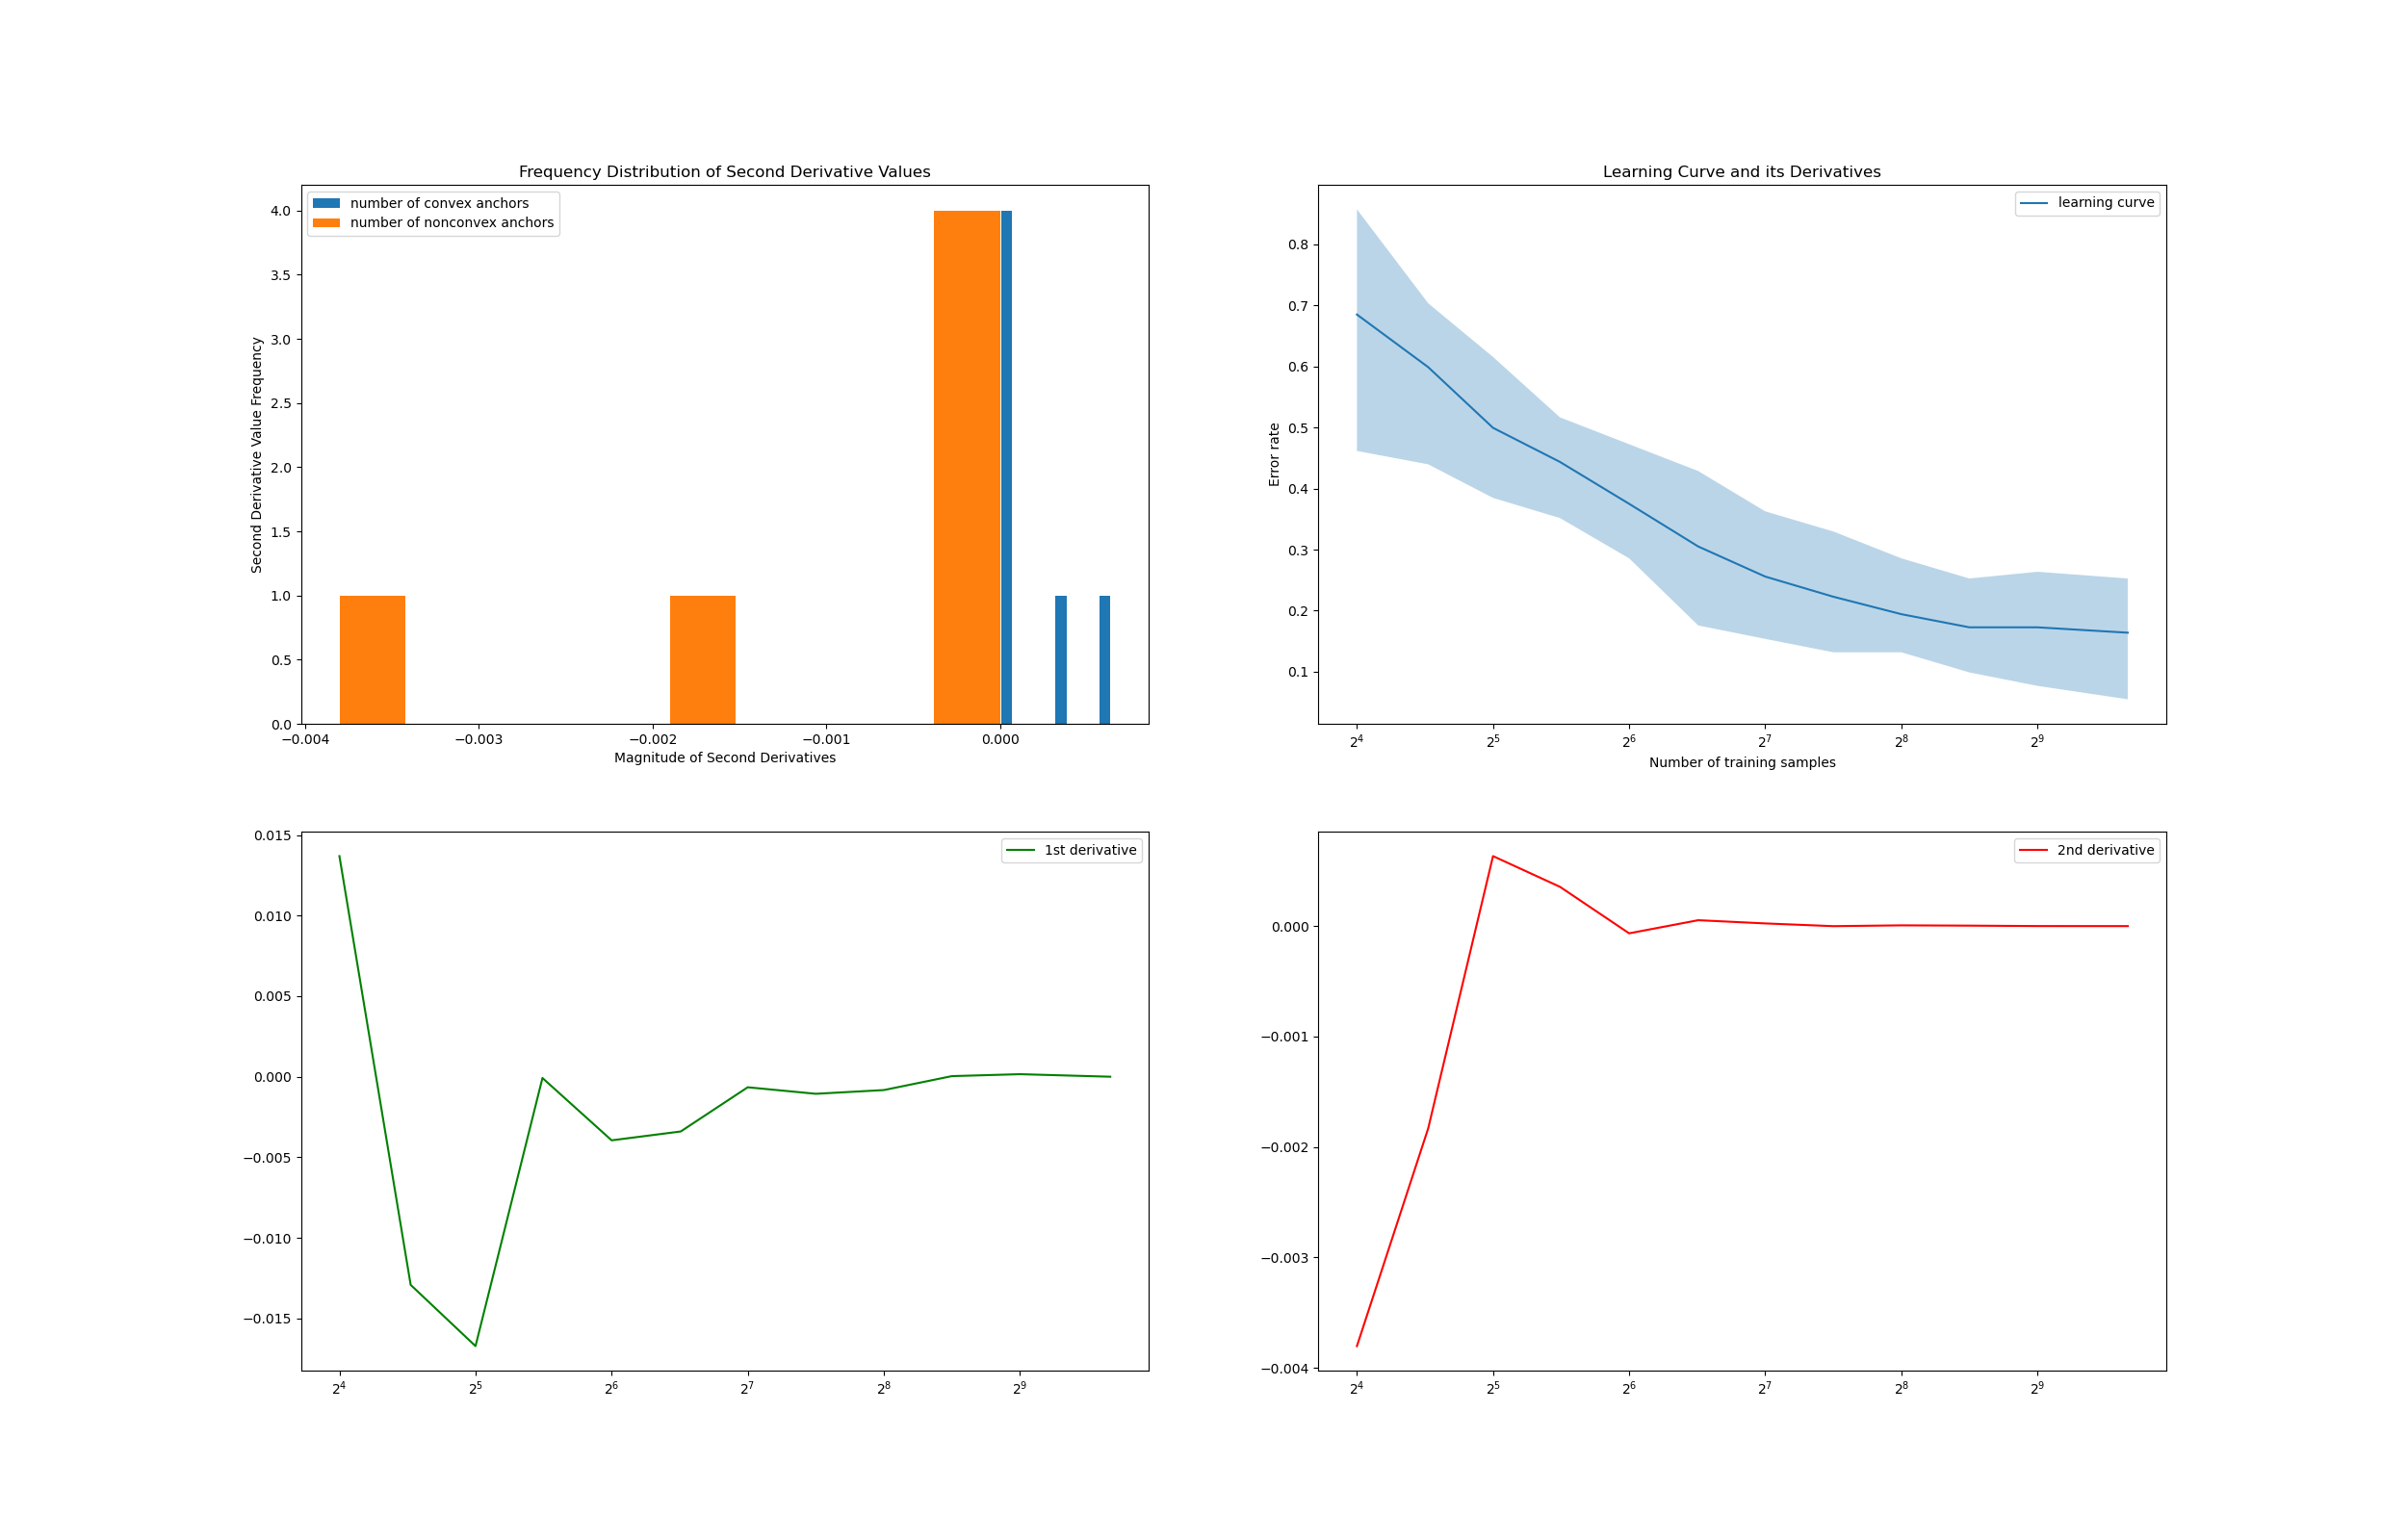 Frequency Distribution of Second Derivative Values
number of convex anchors
number of nonconvex anchors
4.0
3.5
3.0
2.5
2.0
1.5
1.0
0.5
0.0
Second Derivative Value Frequency
−0.004 −0.003 −0.002 −0.001 0.000
Magnitude of Second Derivatives
Learning Curve and its Derivatives
learning curve
0.8
0.7
0.6
0.5
0.4
0.3
0.2
0.1
Error rate
2⁴ 2⁵ 2⁶ 2⁷ 2⁸ 2⁹
Number of training samples
1st derivative
0.015
0.010
0.005
0.000
−0.005
−0.010
−0.015
2⁴ 2⁵ 2⁶ 2⁷ 2⁸ 2⁹
2nd derivative
0.000
−0.001
−0.002
−0.003
−0.004
2⁴ 2⁵ 2⁶ 2⁷ 2⁸ 2⁹